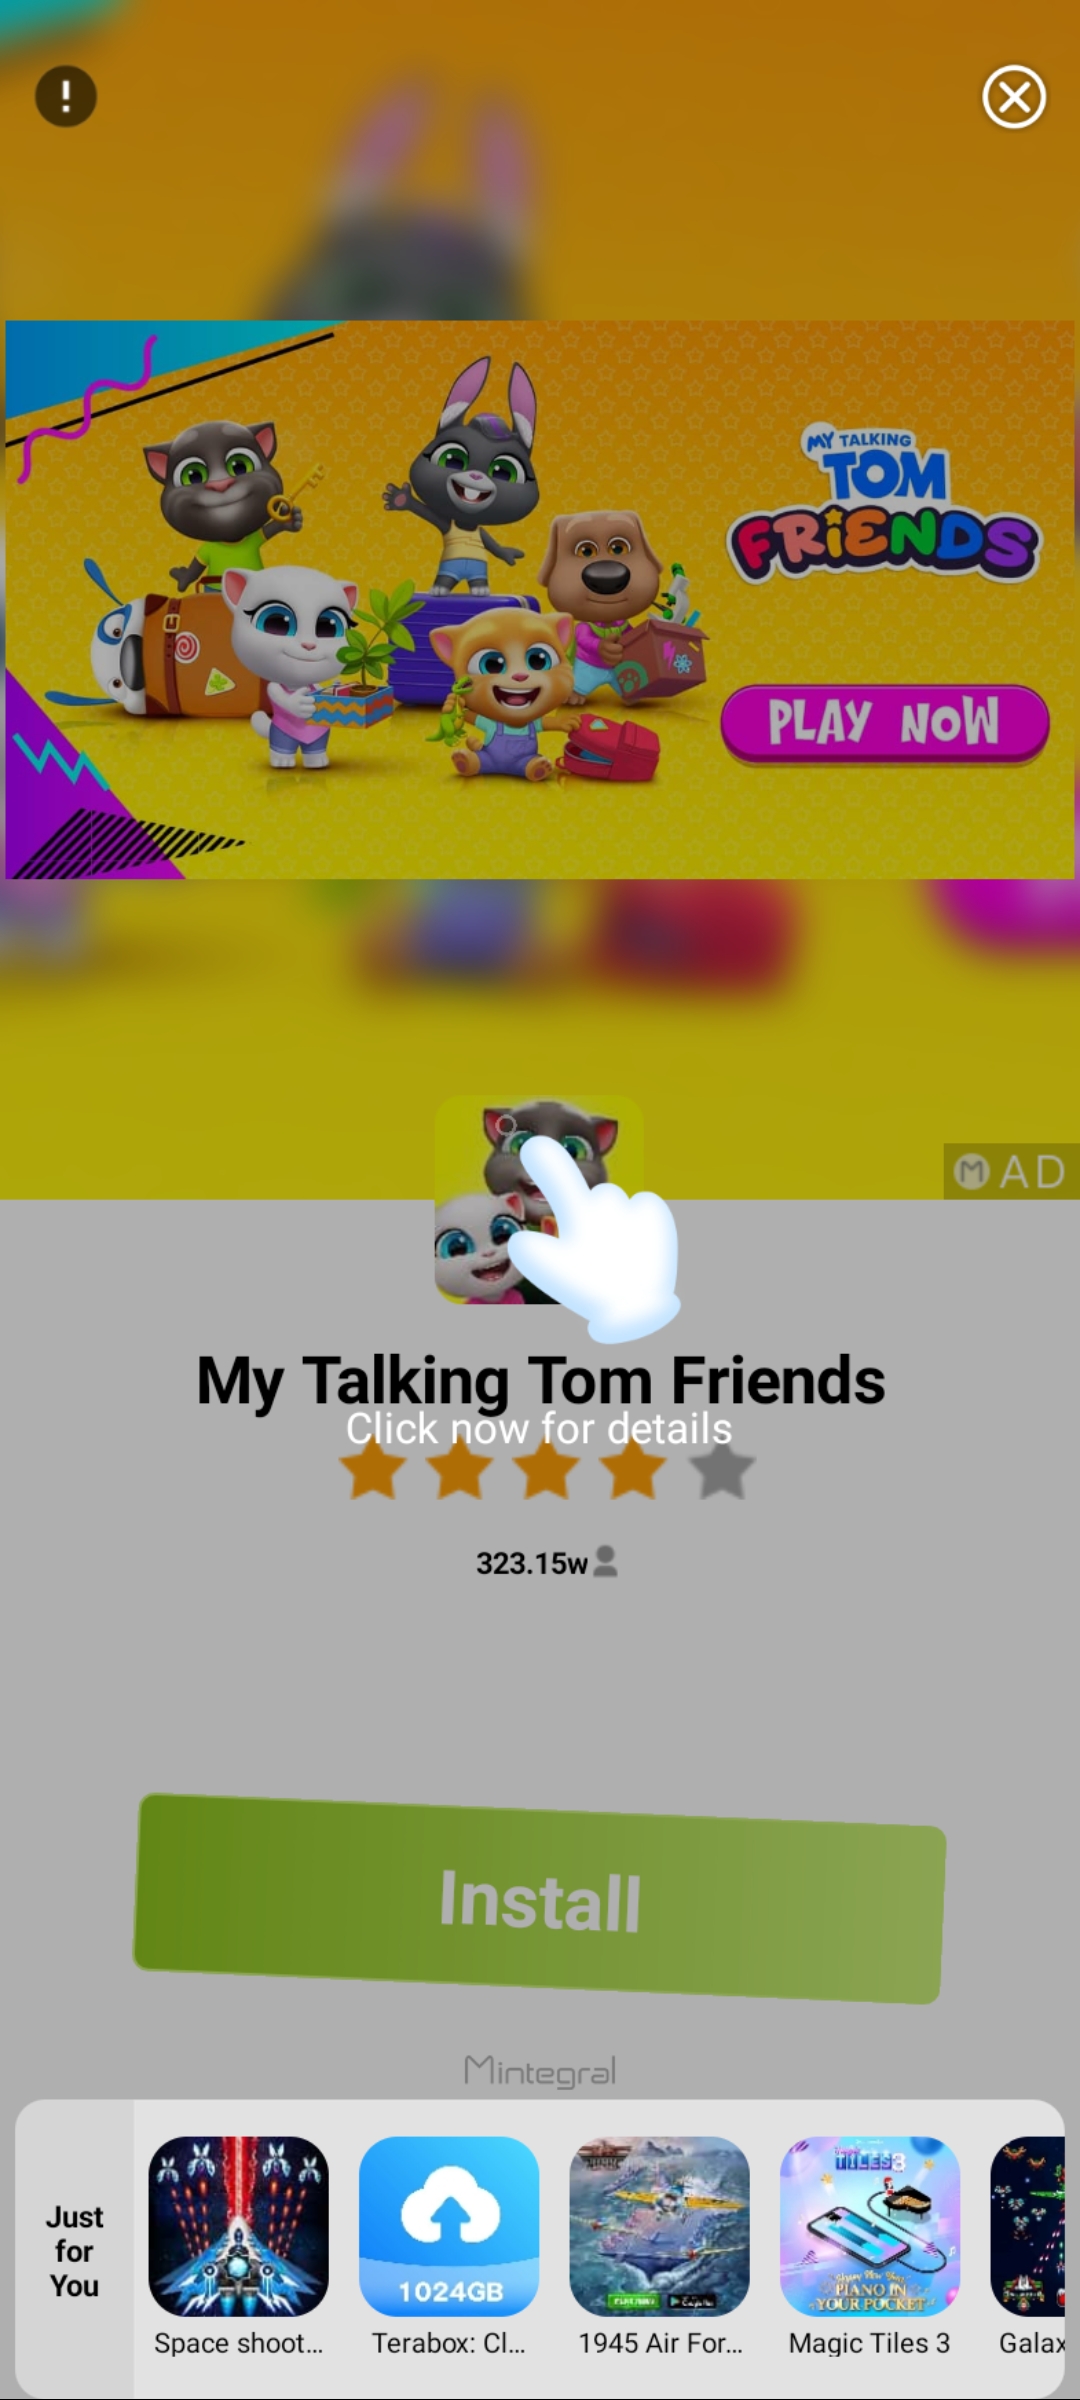 MY TALKING
TOM
FRiENDS
PLAY NOW
M AD
My Talking Tom Friends
Click now for details
323.15w
Install
Mintegral
Just
for
You
1024GB
TILES3
PIANO IN
YOUR POCKET
Space shoot...
Terabox: Cl...
1945 Air For...
Magic Tiles 3
Galax